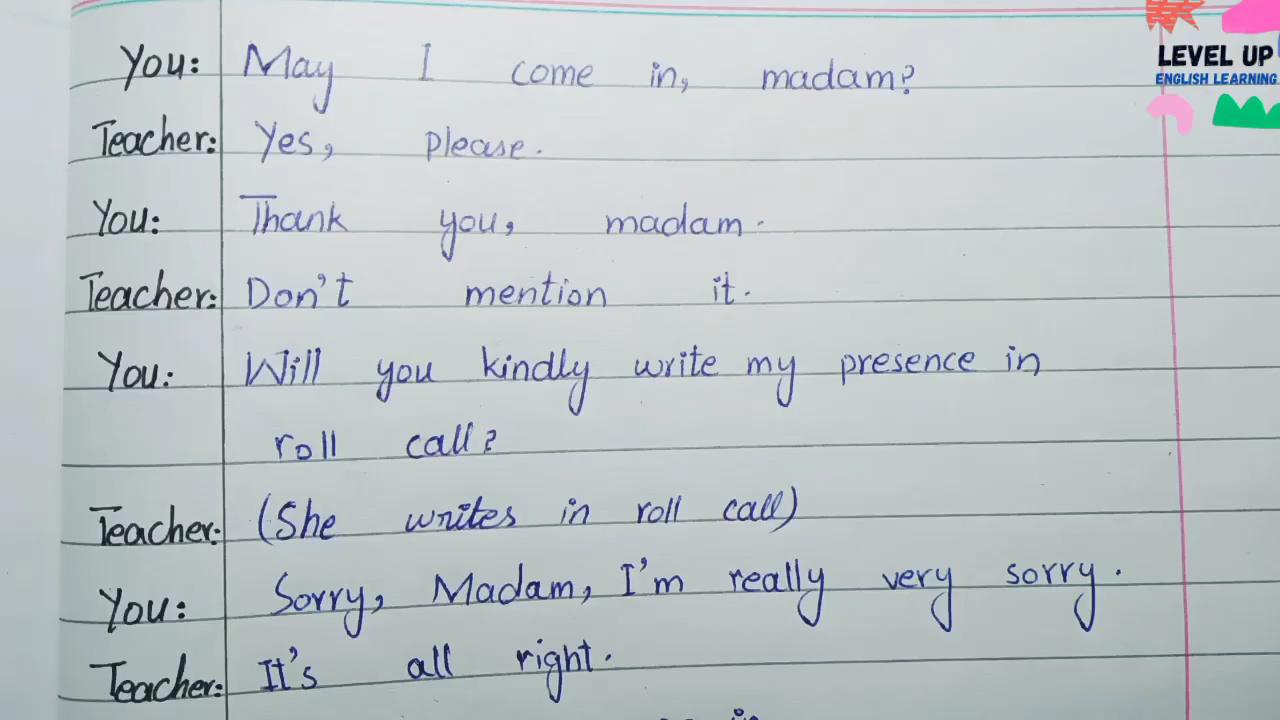 LEVEL UP
ENGLISH LEARNING
You: May I come in, madam?
Teacher: Yes, please.
You: Thank you, madam.
Teacher: Don't mention it.
You: Will you kindly write my presence in
roll call?
Teacher: (She writes in roll call)
You: Sorry, Madam, I'm really very sorry.
Teacher: It's all right.